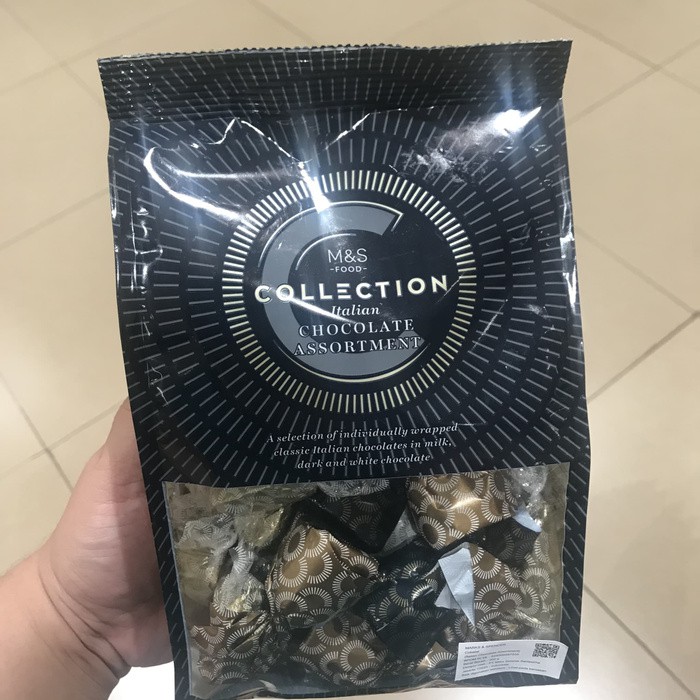 M&S
-FOOD-
COLLECTION
Italian
CHOCOLATE
ASSORTMENT
A selection of individually wrapped
classic Italian chocolates in milk,
dark and white chocolate